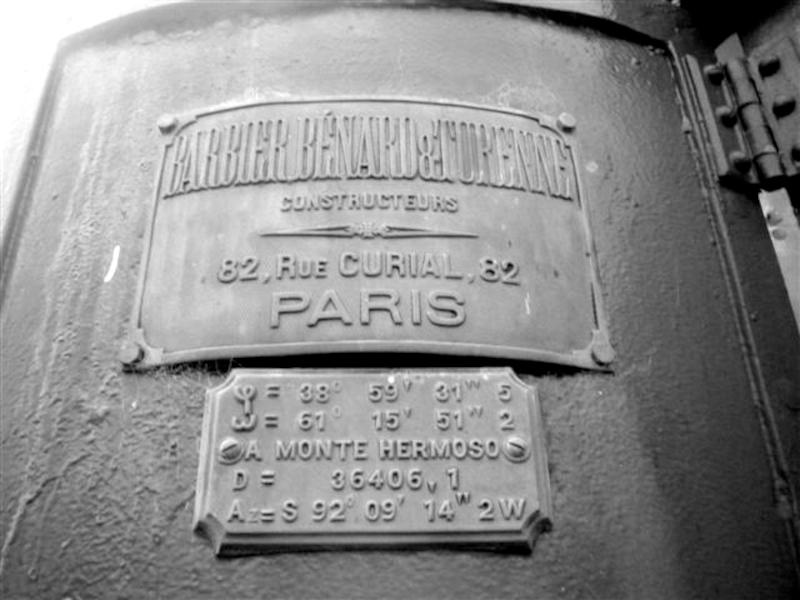 BARBIER BÉNARD & TURENNE
CONSTRUCTEURS
82, RUE CURIAL, 82
PARIS
φ = 38° 59' 31" 5
ω = 61° 15' 51" 2
A MONTE HERMOSO
D = 36406, 1
Az = S 92° 09' 14" 2 W